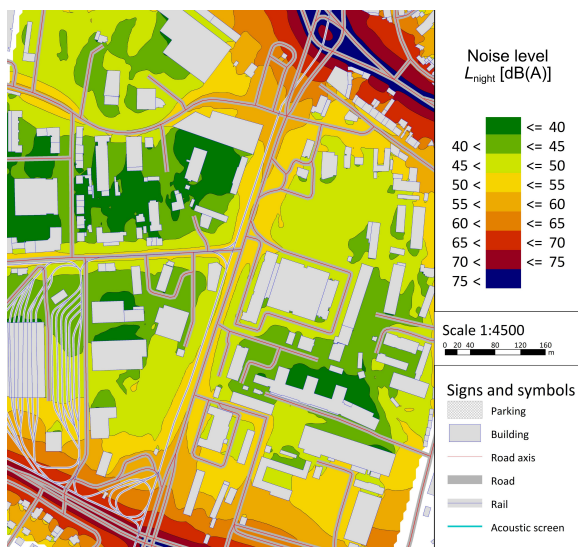 Noise level
Lnight [dB(A)]
<= 40
40 < <= 45
45 < <= 50
50 < <= 55
55 < <= 60
60 < <= 65
65 < <= 70
70 < <= 75
75 <
Scale 1:4500
0 20 40 80 120 160
m
Signs and symbols
Parking
Building
Road axis
Road
Rail
Acoustic screen